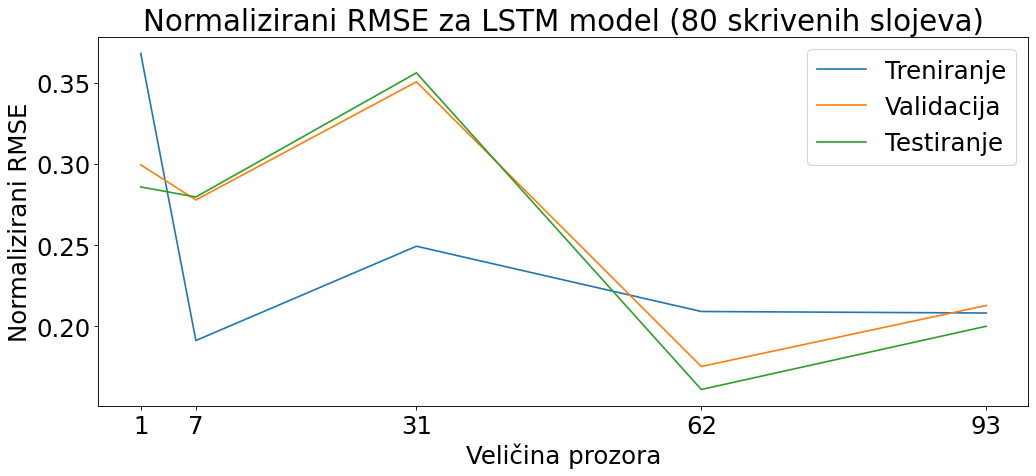 Normalizirani RMSE za LSTM model (80 skrivenih slojeva)
Normalizirani RMSE
0.35
0.30
0.25
0.20
Treniranje
Validacija
Testiranje
1 7 31 62 93
Veličina prozora